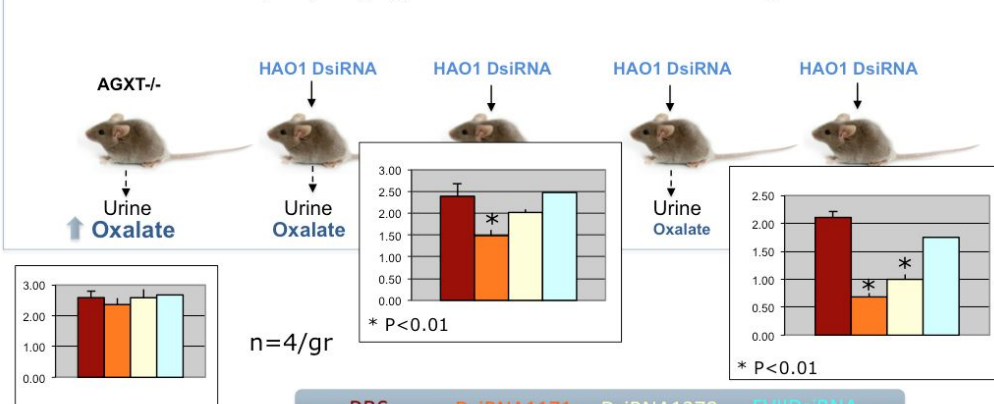 HAO1 DsiRNA HAO1 DsiRNA HAO1 DsiRNA HAO1 DsiRNA
AGXT-/-
Urine Urine Urine
Oxalate Oxalate Oxalate
3.00
2.50
2.00
1.50
1.00
0.50
0.00
*
* P<0.01
2.50
2.00
1.50
1.00
0.50
0.00
* *
* P<0.01
3.00
2.00
1.00
0.00
n=4/gr